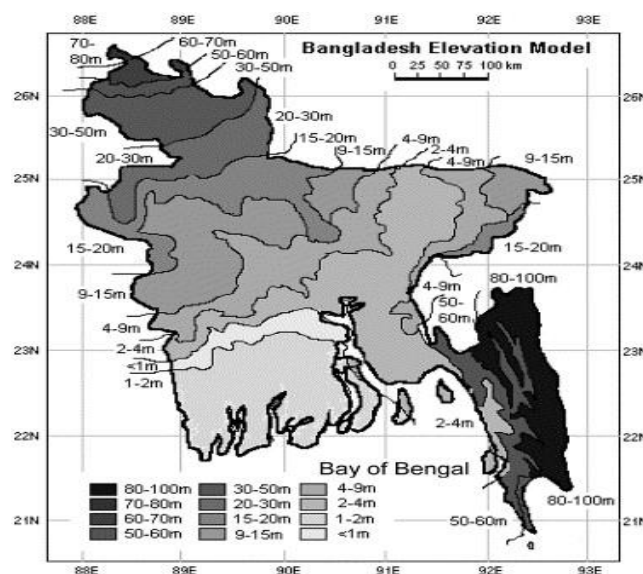 88E 89E 90E 91E 92E 93E
Bangladesh Elevation Model
0 25 50 75 100 km
70-
80m
60-70m
50-60m
30-50m
26N 26N
20-30m
30-50m
15-20m
4-9m
2-4m
9-15m
4-9m
9-15m
20-30m
25N 25N
15-20m
15-20m
24N 24N
9-15m
4-9m
50-
60m
80-100m
4-9m
2-4m
<1m
1-2m
23N 23N
2-4m
22N 22N
Bay of Bengal
80-100m
50-60m
80-100m 30-50m 4-9m
70-80m 20-30m 2-4m
60-70m 15-20m 1-2m
50-60m 9-15m <1m
21N 21N
88E 89E 90E 91E 92E 93E